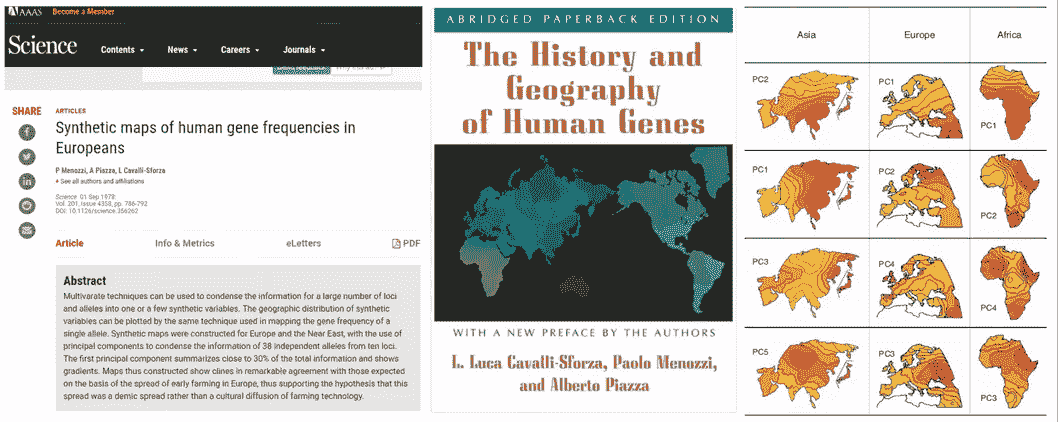 AAAS Become a Member
Science Contents News Careers Journals
SHARE
ARTICLES
Synthetic maps of human gene frequencies in
Europeans
P Menozzi, A Piazza, L Cavalli-Sforza
+ See all authors and affiliations
Science 01 Sep 1978:
Vol. 201, Issue 4358, pp. 786-792
DOI: 10.1126/science.356262
Article Info & Metrics eLetters PDF
Abstract
Multivariate techniques can be used to condense the information for a large number of loci
and alleles into one or a few synthetic variables. The geographic distribution of synthetic
variables can be plotted by the same technique used in mapping the gene frequency of a
single allele. Synthetic maps were constructed for Europe and the Near East, with the use of
principal components to condense the information of 38 independent alleles from ten loci.
The first principal component summarizes close to 30% of the total information and shows
gradients. Maps thus constructed show clines in remarkable agreement with those expected
on the basis of the spread of early farming in Europe, thus supporting the hypothesis that this
spread was a demic spread rather than a cultural diffusion of farming technology.
ABRIDGED PAPERBACK EDITION
The History and
Geography
of Human Genes
WITH A NEW PREFACE BY THE AUTHORS
L. Luca Cavalli-Sforza, Paolo Menozzi,
and Alberto Piazza
Asia Europe Africa
PC2 PC1 PC1
PC1 PC2 PC2
PC3 PC4 PC4
PC5 PC3 PC3